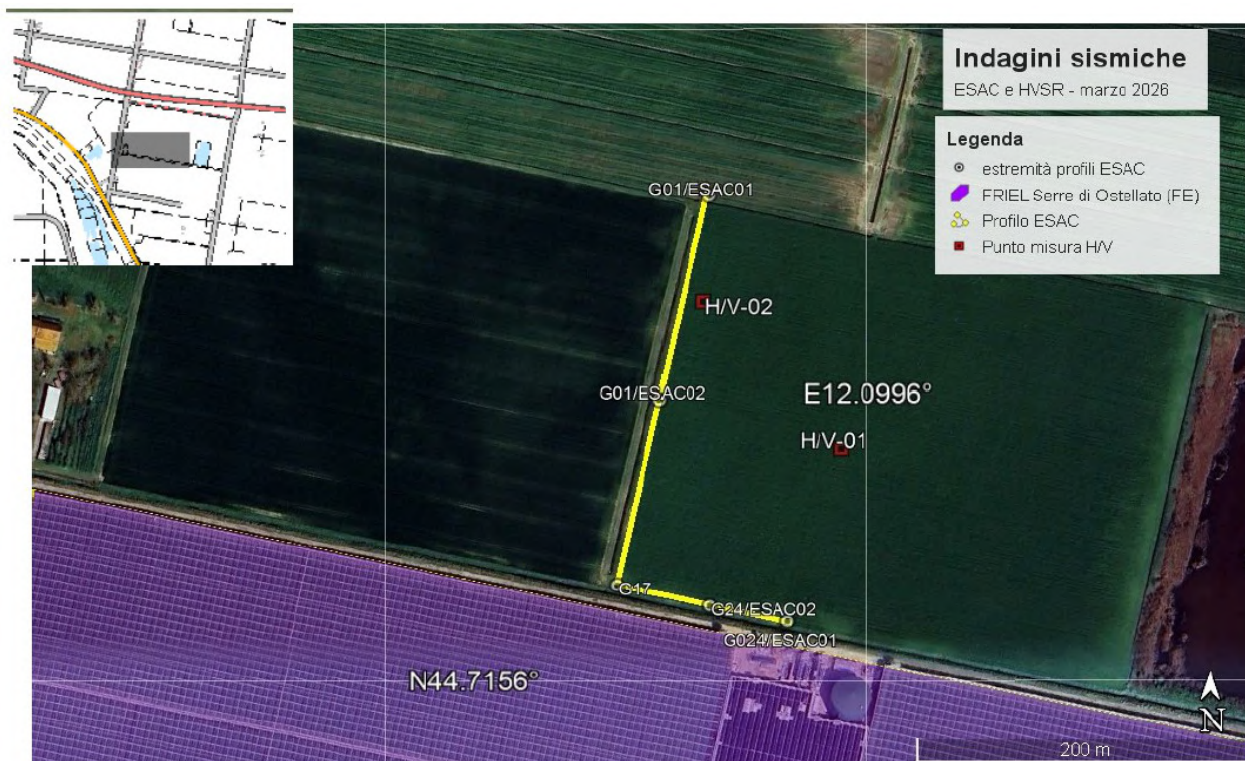 Indagini sismiche
ESAC e HVSR - marzo 2026
Legenda
estremità profili ESAC
FRIEL Serre di Ostellato (FE)
Profilo ESAC
Punto misura H/V
G01/ESAC01
H/V-02
G01/ESAC02
E12.0996°
H/V-01
G17
G24/ESAC02
G024/ESAC01
N44.7156°
N
200 m